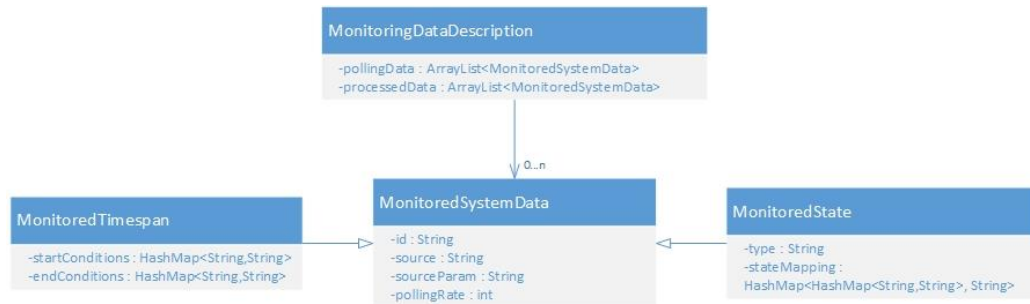 MonitoringDataDescription
-pollingData : ArrayList<MonitoredSystemData>
-processedData : ArrayList<MonitoredSystemData>
0...n
MonitoredTimespan
-startConditions : HashMap<String,String>
-endConditions : HashMap<String,String>
MonitoredSystemData
-id : String
-source : String
-sourceParam : String
-pollingRate : int
MonitoredState
-type : String
-stateMapping :
HashMap<HashMap<String,String>, String>